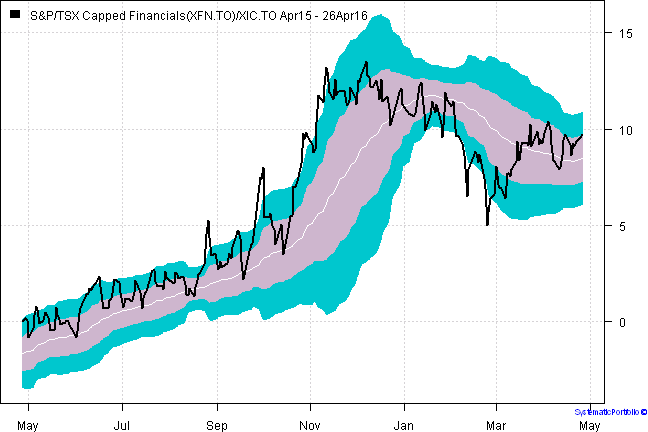 S&P/TSX Capped Financials(XFN.TO)/XIC.TO Apr15 - 26Apr16
15
10
5
0
May Jul Sep Nov Jan Mar May
SystematicPortfolio ©